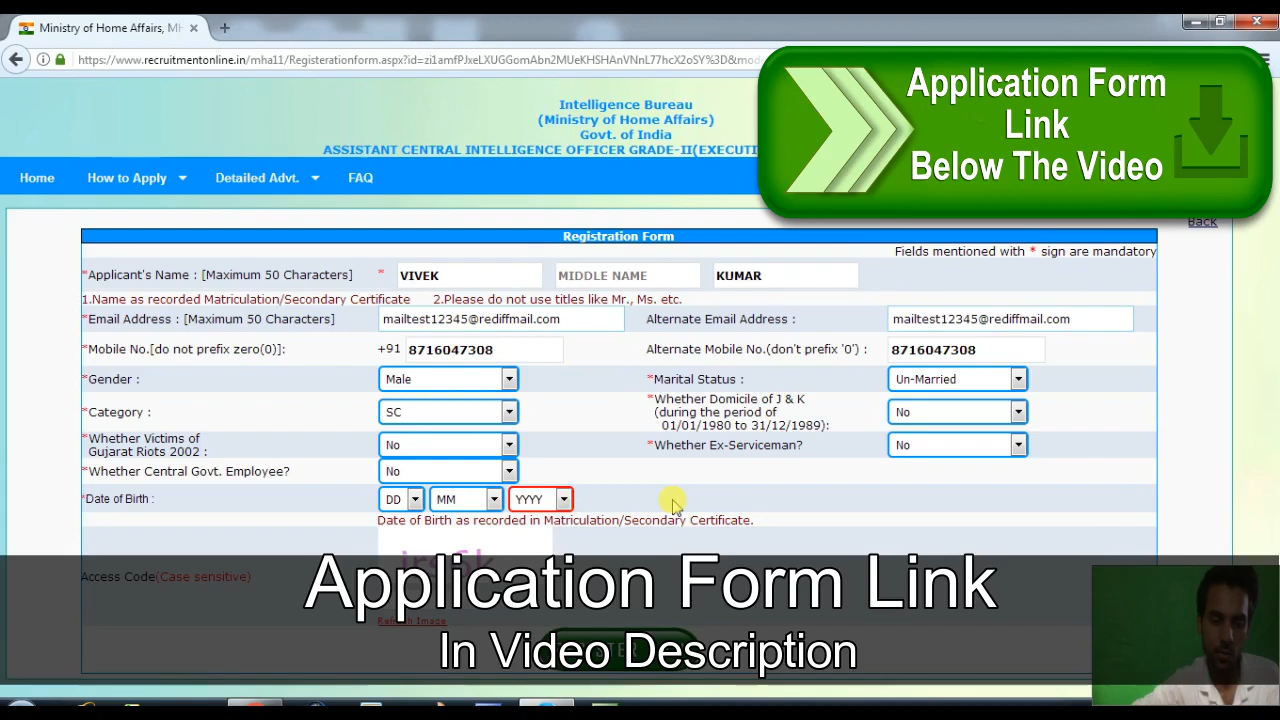 Ministry of Home Affairs, MH
https://www.recruitmentonline.in/mha11/Registerationform.aspx?id=zi1amfPJxeLXUGGomAbn2MUeKHSHAnVNnL77hcX2oSY%3D&mod
Application Form
Link
Below The Video
Intelligence Bureau
(Ministry of Home Affairs)
Govt. of India
ASSISTANT CENTRAL INTELLIGENCE OFFICER GRADE-II(EXECUTI
Home How to Apply Detailed Advt. FAQ
Back
Registration Form
Fields mentioned with * sign are mandatory
*Applicant's Name : [Maximum 50 Characters] * VIVEK MIDDLE NAME KUMAR
1.Name as recorded Matriculation/Secondary Certificate 2.Please do not use titles like Mr., Ms. etc.
*Email Address : [Maximum 50 Characters] mailtest12345@rediffmail.com Alternate Email Address : mailtest12345@rediffmail.com
*Mobile No.[do not prefix zero(0)]: +91 8716047308 Alternate Mobile No.(don't prefix '0') : 8716047308
*Gender : Male *Marital Status : Un-Married
*Category : SC *Whether Domicile of J & K
(during the period of
01/01/1980 to 31/12/1989): No
*Whether Victims of
Gujarat Riots 2002 : No *Whether Ex-Serviceman? No
*Whether Central Govt. Employee? No
*Date of Birth : DD MM YYYY
Date of Birth as recorded in Matriculation/Secondary Certificate.
Access Code(Case sensitive)
Application Form Link
Refresh Image
In Video Description